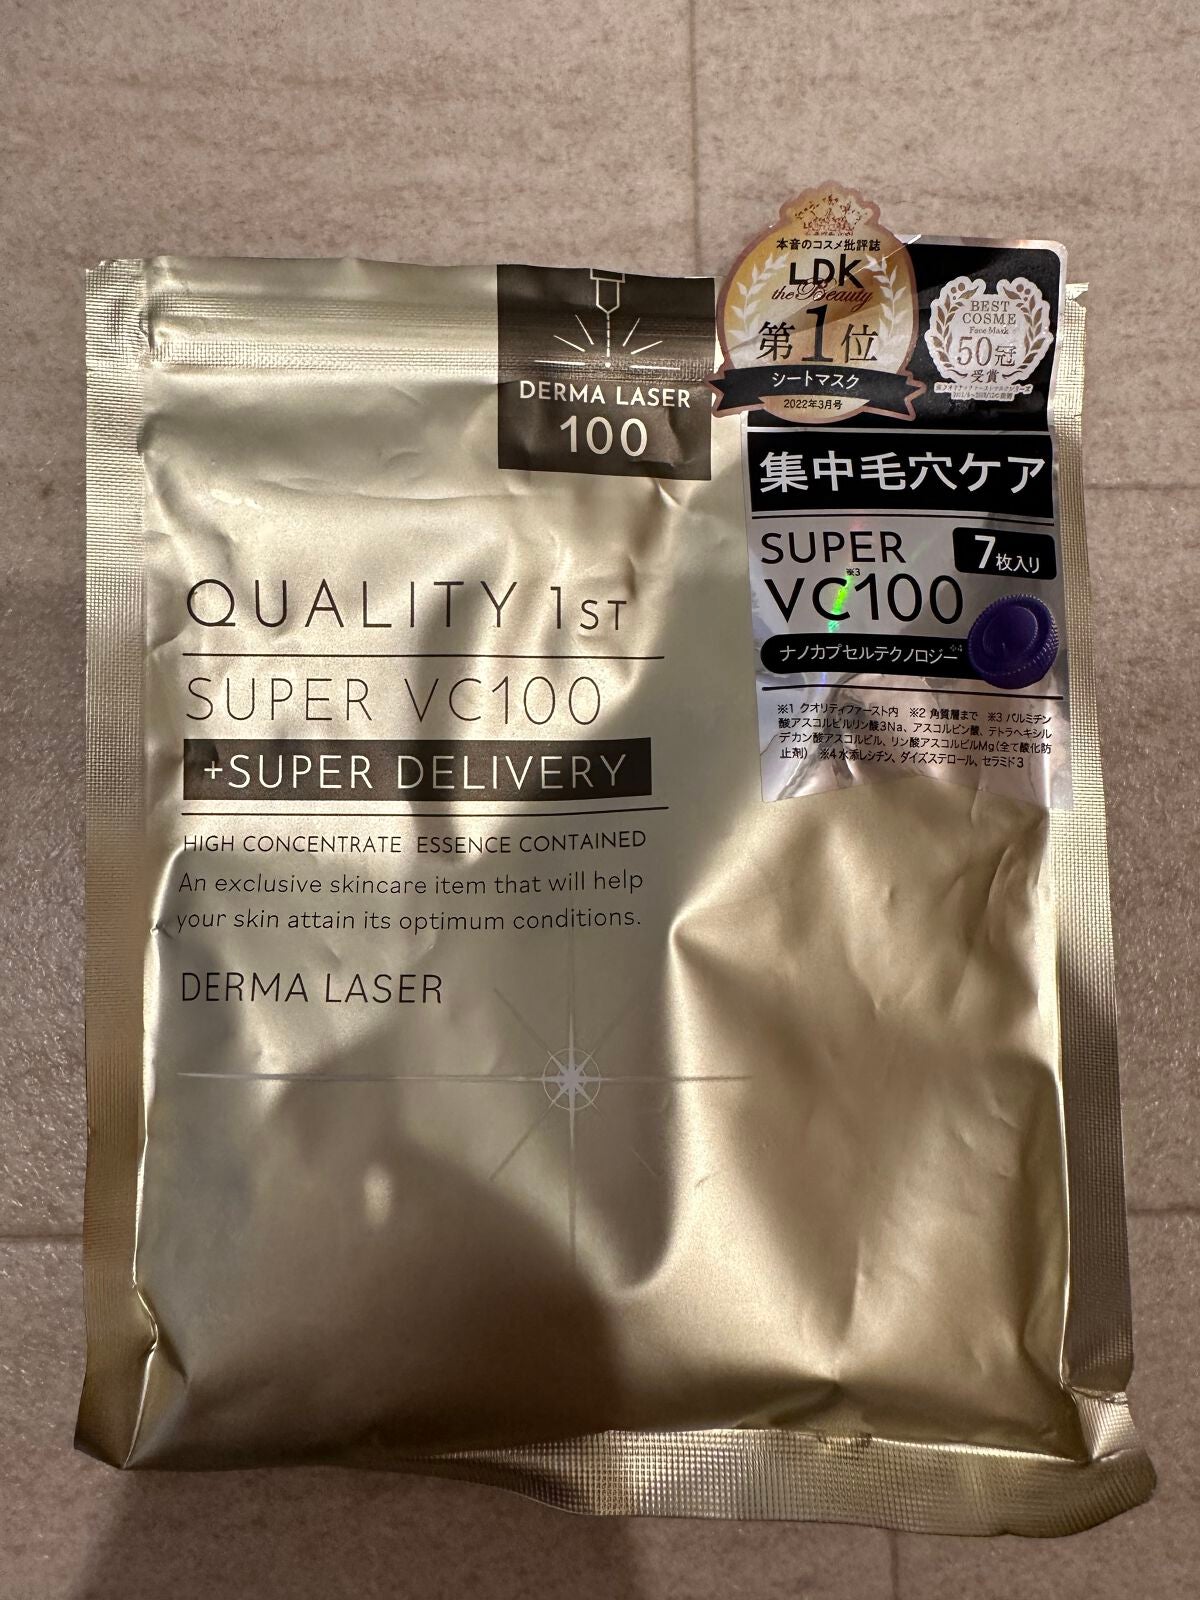 DERMA LASER
100
QUALITY 1ST
SUPER VC100
+SUPER DELIVERY
HIGH CONCENTRATE ESSENCE CONTAINED
An exclusive skincare item that will help
your skin attain its optimum conditions.
DERMA LASER
本音のコスメ批評誌
LDK
the Beauty
第1位
シートマスク
2022年3月号
BEST
COSME
Face Mask
50冠
受賞
集中毛穴ケア
SUPER
VC100
※3
7枚入り
ナノカプセルテクノロジー※4
※1 クオリティファースト内 ※2 角質層まで ※3 パルミチン
酸アスコルビルリン酸3Na、アスコルビン酸、テトラヘキシル
デカン酸アスコルビル、リン酸アスコルビルMg(全て酸化防
止剤) ※4 水添レシチン、ダイズステロール、セラミド3